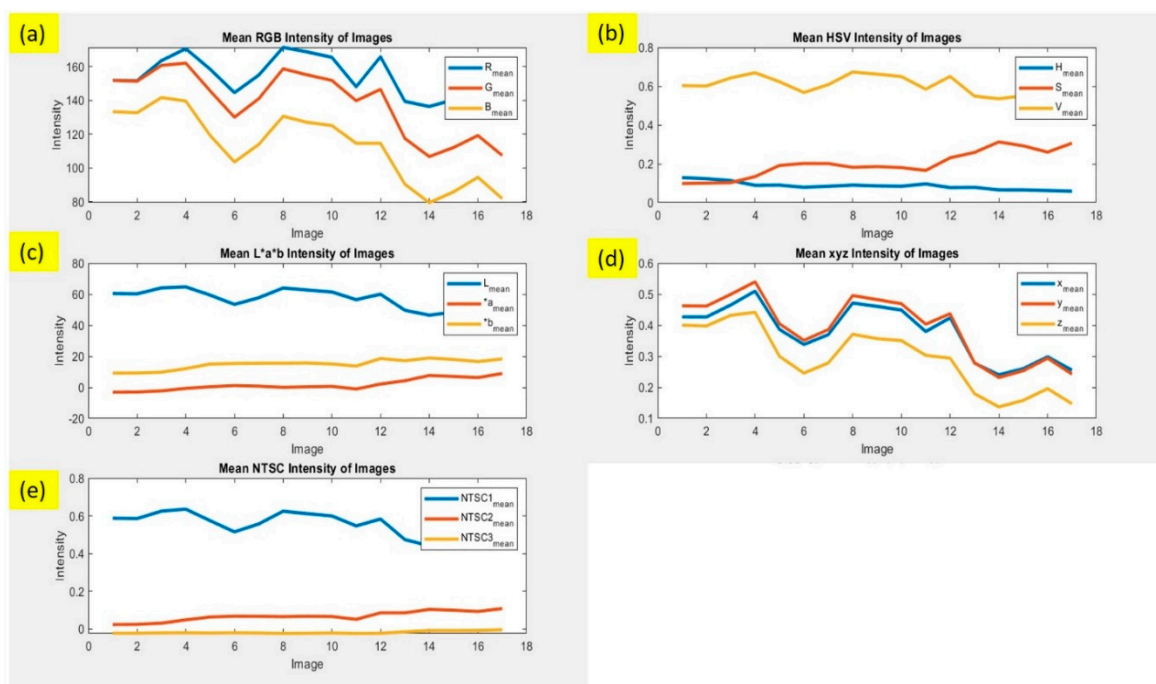 (a)
Mean RGB Intensity of Images
Intensity
160
140
120
100
80
0 2 4 6 8 10 12 14 16 18
Image
R mean
G mean
B mean
(b)
Mean HSV Intensity of Images
Intensity
0.8
0.6
0.4
0.2
0
0 2 4 6 8 10 12 14 16 18
Image
H mean
S mean
V mean
(c)
Mean L*a*b Intensity of Images
Intensity
80
60
40
20
0
-20
0 2 4 6 8 10 12 14 16 18
Image
L mean
*a mean
*b mean
(d)
Mean xyz Intensity of Images
Intensity
0.6
0.5
0.4
0.3
0.2
0.1
0 2 4 6 8 10 12 14 16 18
Image
x mean
y mean
z mean
(e)
Mean NTSC Intensity of Images
Intensity
0.8
0.6
0.4
0.2
0
0 2 4 6 8 10 12 14 16 18
Image
NTSC1 mean
NTSC2 mean
NTSC3 mean